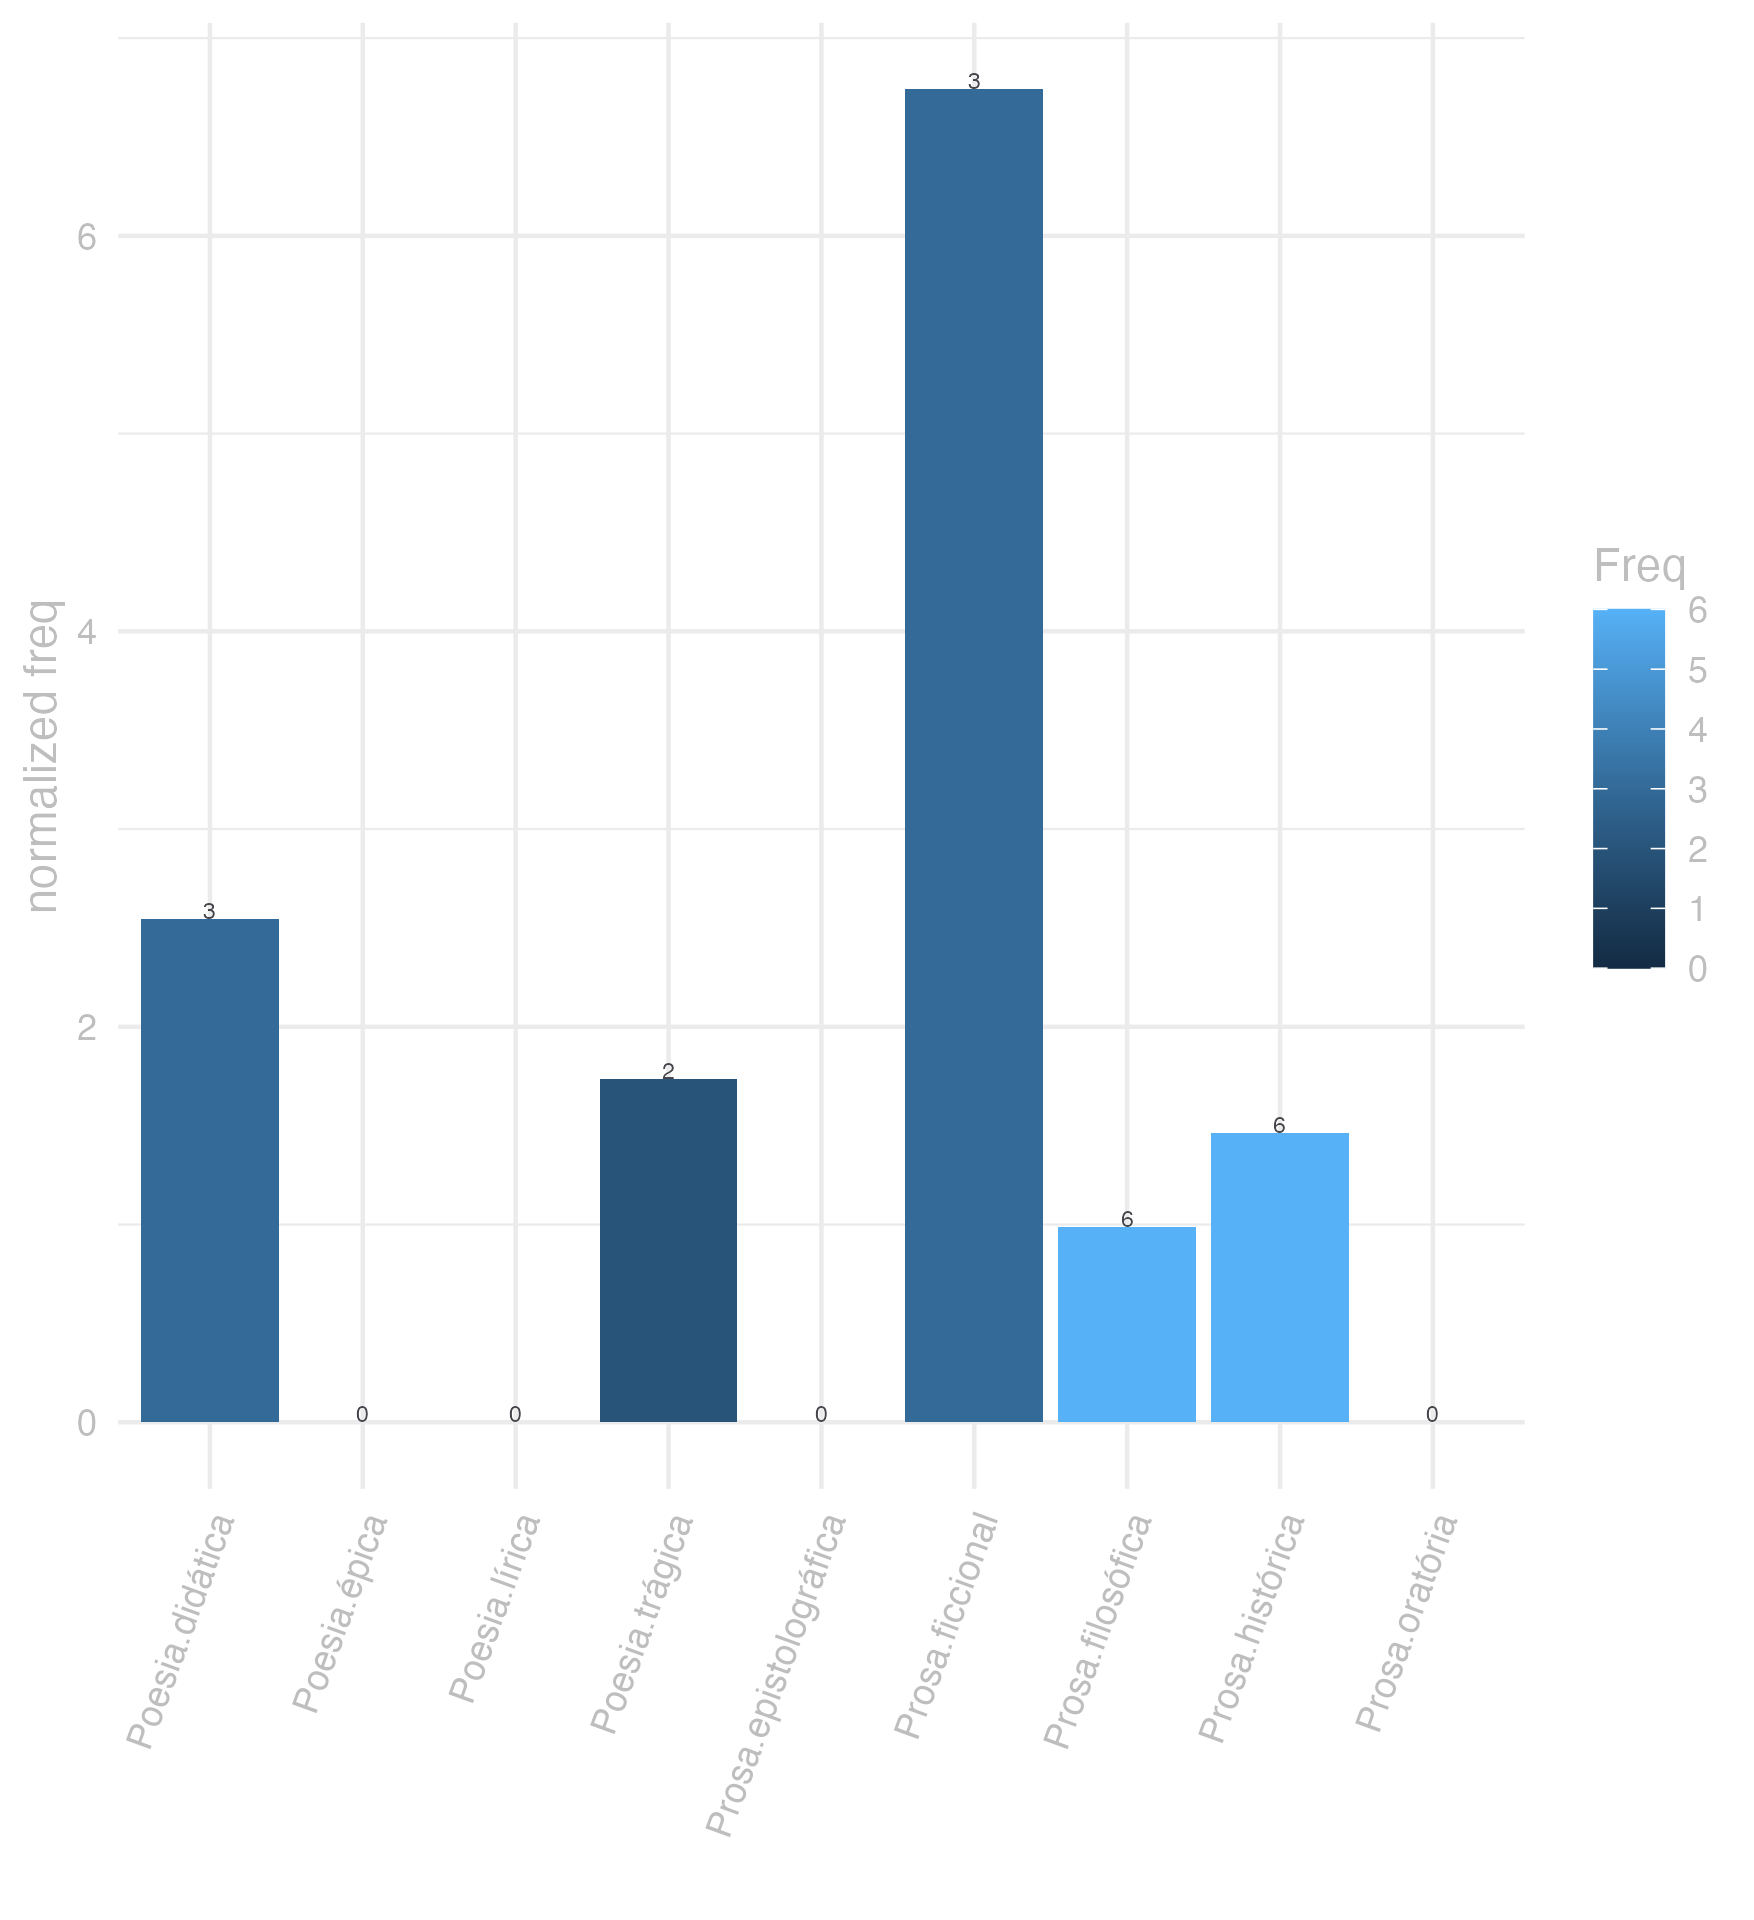 normalized freq
6
4
2
0
3
0
0
2
0
3
6
6
0
Poesia.didática
Poesia.épica
Poesia.lírica
Poesia.trágica
Prosa.epistolográfica
Prosa.ficcional
Prosa.filosófica
Prosa.histórica
Prosa.oratória
Freq
6
5
4
3
2
1
0